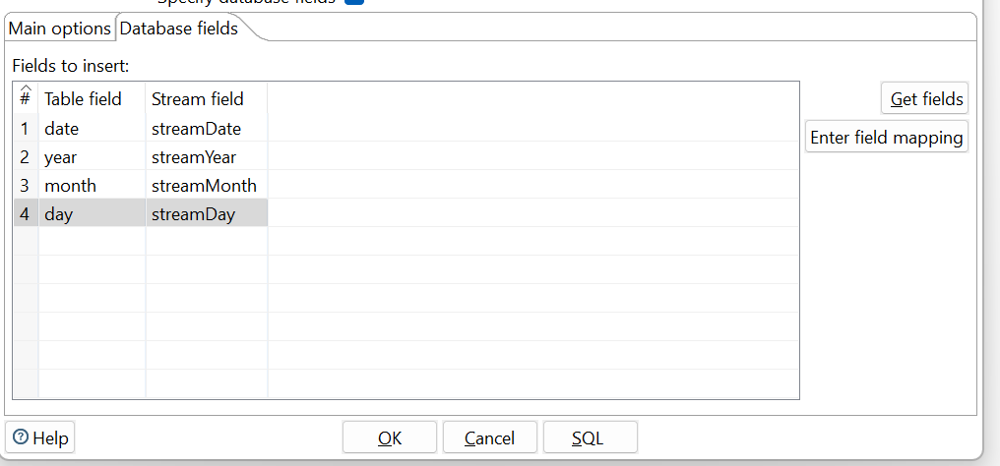 Specify database fields
Main options Database fields
Fields to insert:
# Table field Stream field
Get fields
1 date streamDate
Enter field mapping
2 year streamYear
3 month streamMonth
4 day streamDay
Help OK Cancel SQL